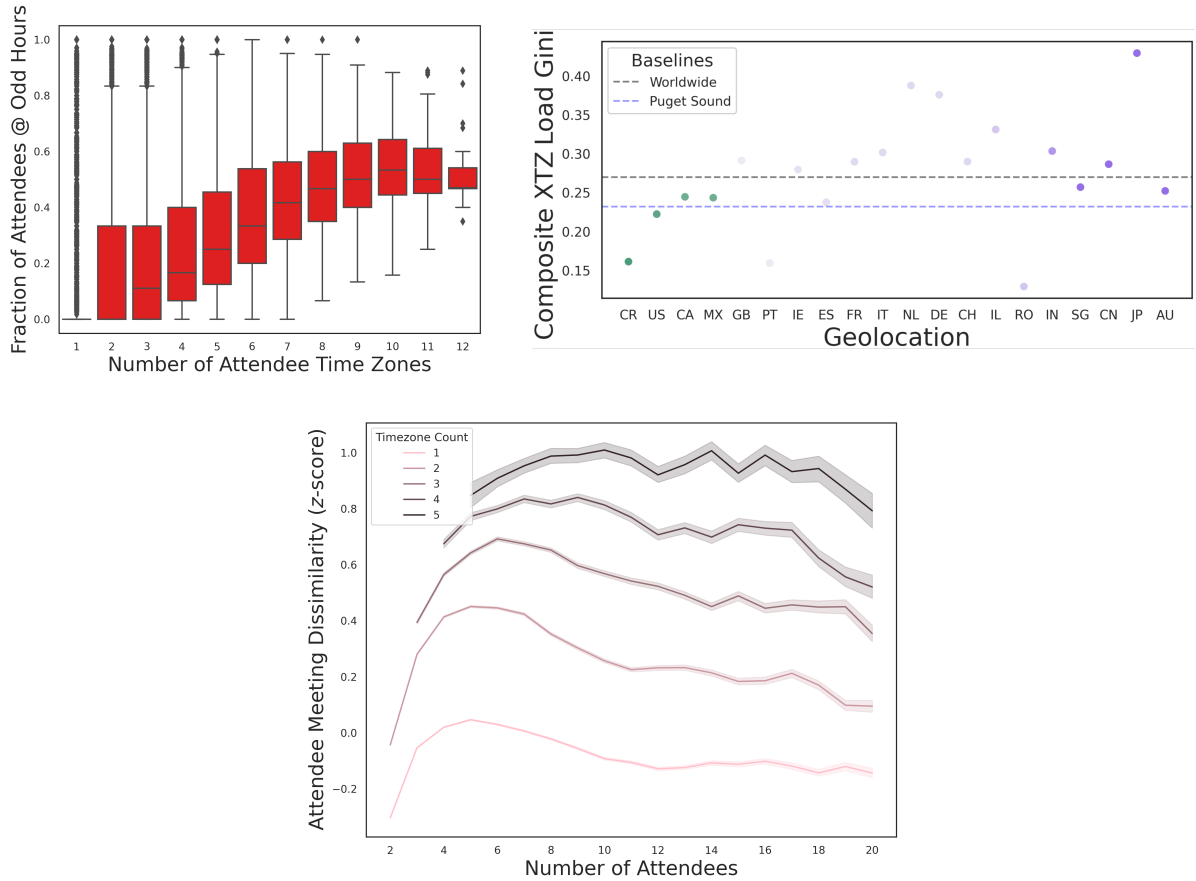 Fraction of Attendees @ Odd Hours
1.0
0.8
0.6
0.4
0.2
0.0
1 2 3 4 5 6 7 8 9 10 11 12
Number of Attendee Time Zones
Composite XTZ Load Gini
0.40
0.35
0.30
0.25
0.20
0.15
Baselines
Worldwide
Puget Sound
CR US CA MX GB PT IE ES FR IT NL DE CH IL RO IN SG CN JP AU
Geolocation
Attendee Meeting Dissimilarity (z-score)
1.0
0.8
0.6
0.4
0.2
0.0
−0.2
Timezone Count
1
2
3
4
5
2 4 6 8 10 12 14 16 18 20
Number of Attendees